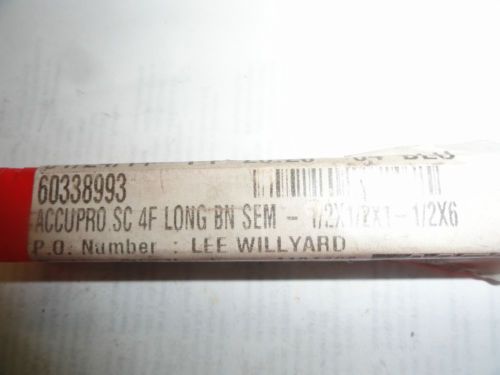 60338993
ACCUPRO SC 4F LONG BN SEM - 1/2X1/2X1-1/2X6
P.O. Number : LEE WILLYARD